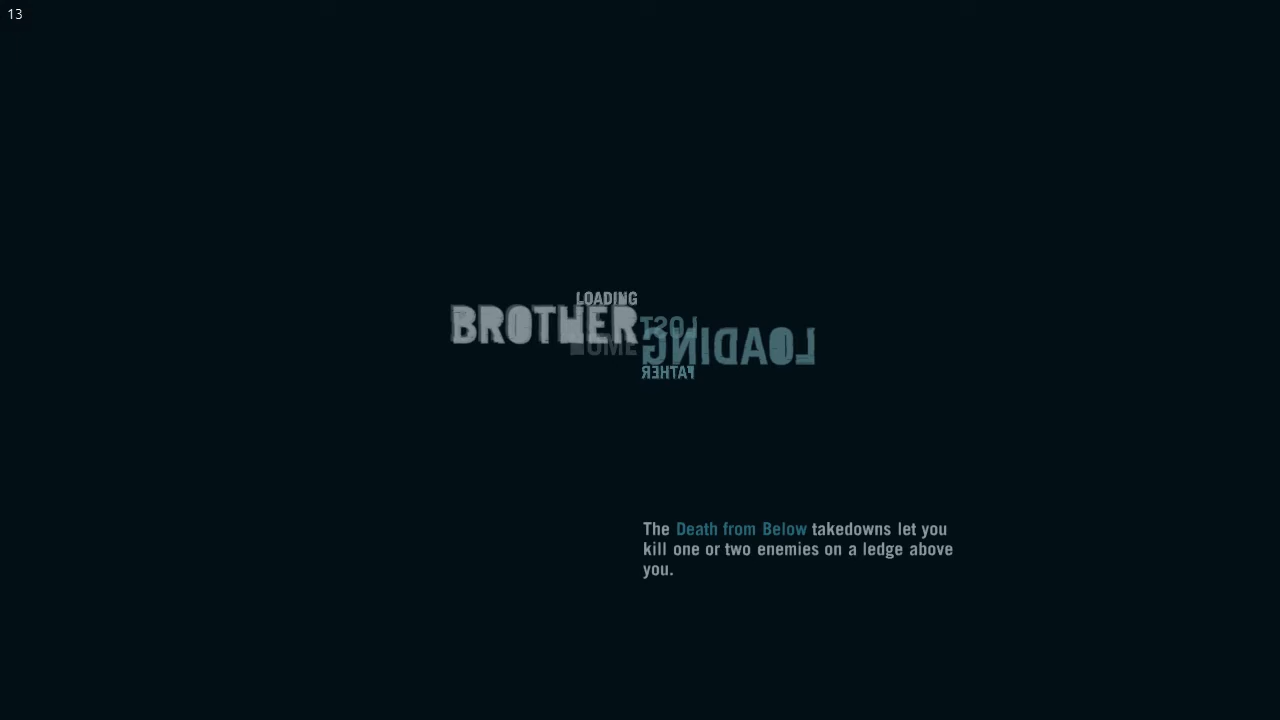 13
LOADING
BROTHER
LOST
LOADING
FATHER
The Death from Below takedowns let you
kill one or two enemies on a ledge above
you.